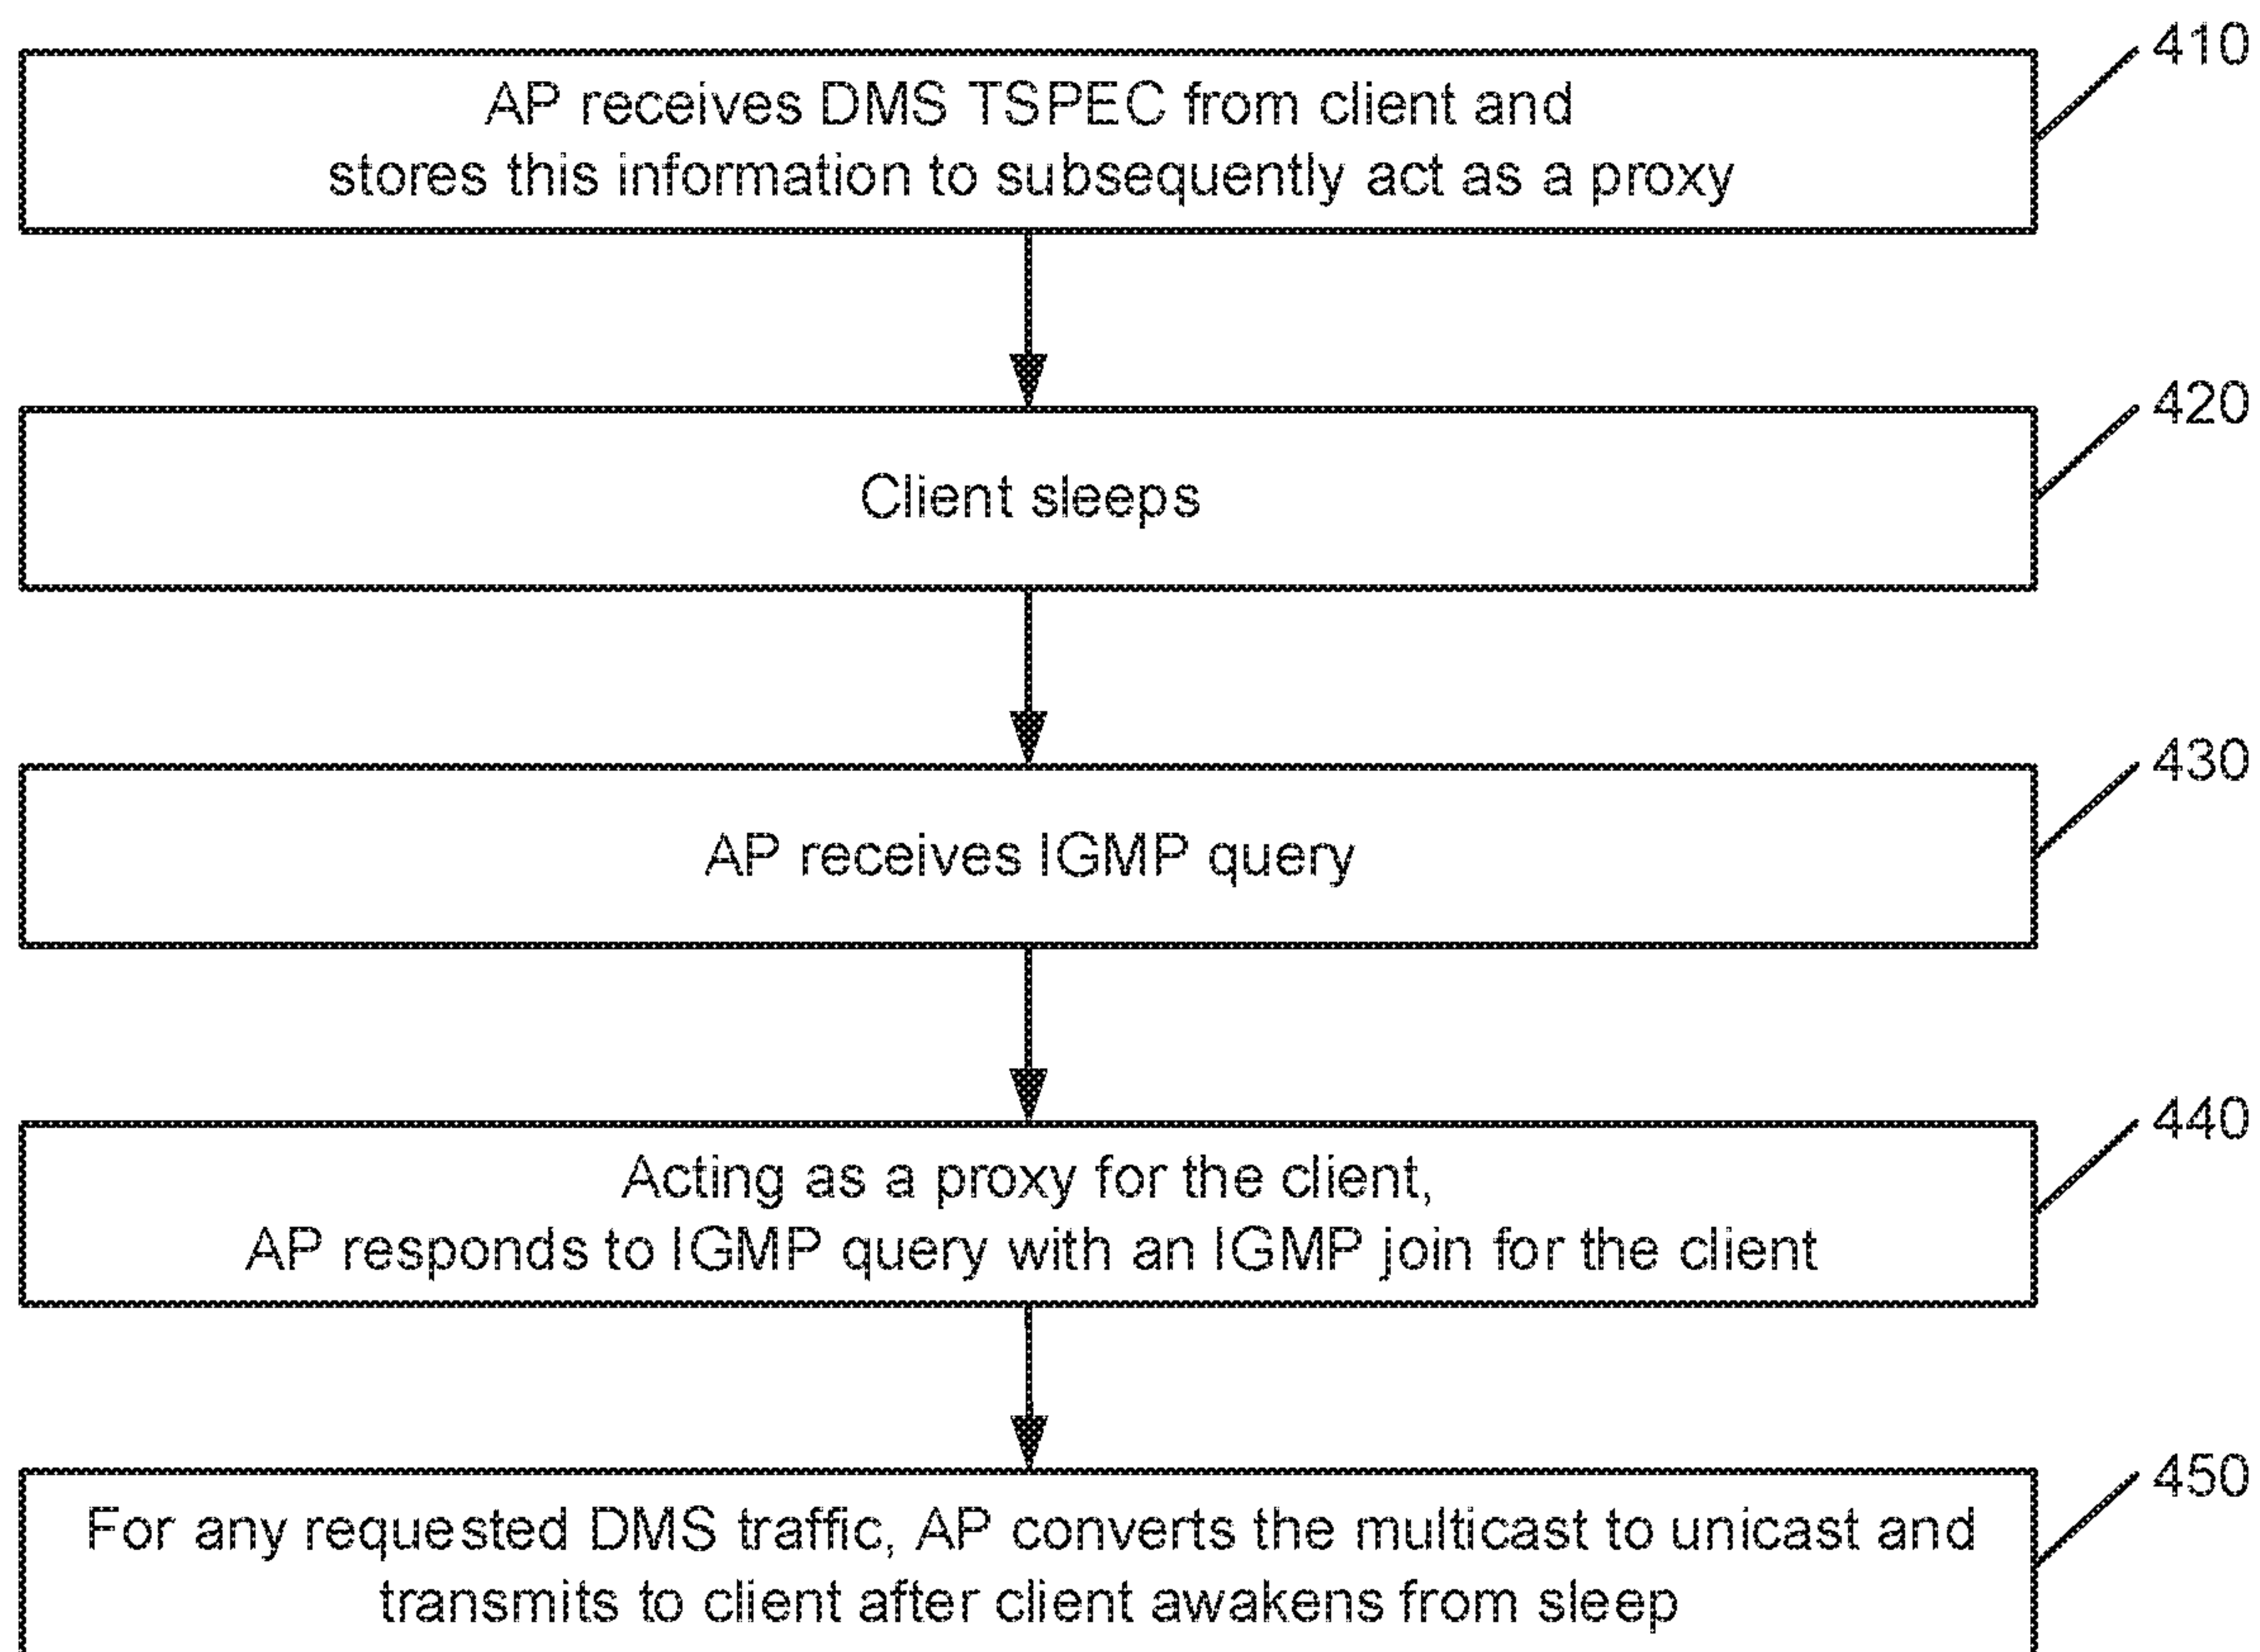 410
AP receives DMS TSPEC from client and
stores this information to subsequently act as a proxy
420
Client sleeps
430
AP receives IGMP query
440
Acting as a proxy for the client,
AP responds to IGMP query with an IGMP join for the client
450
For any requested DMS traffic, AP converts the multicast to unicast and
transmits to client after client awakens from sleep